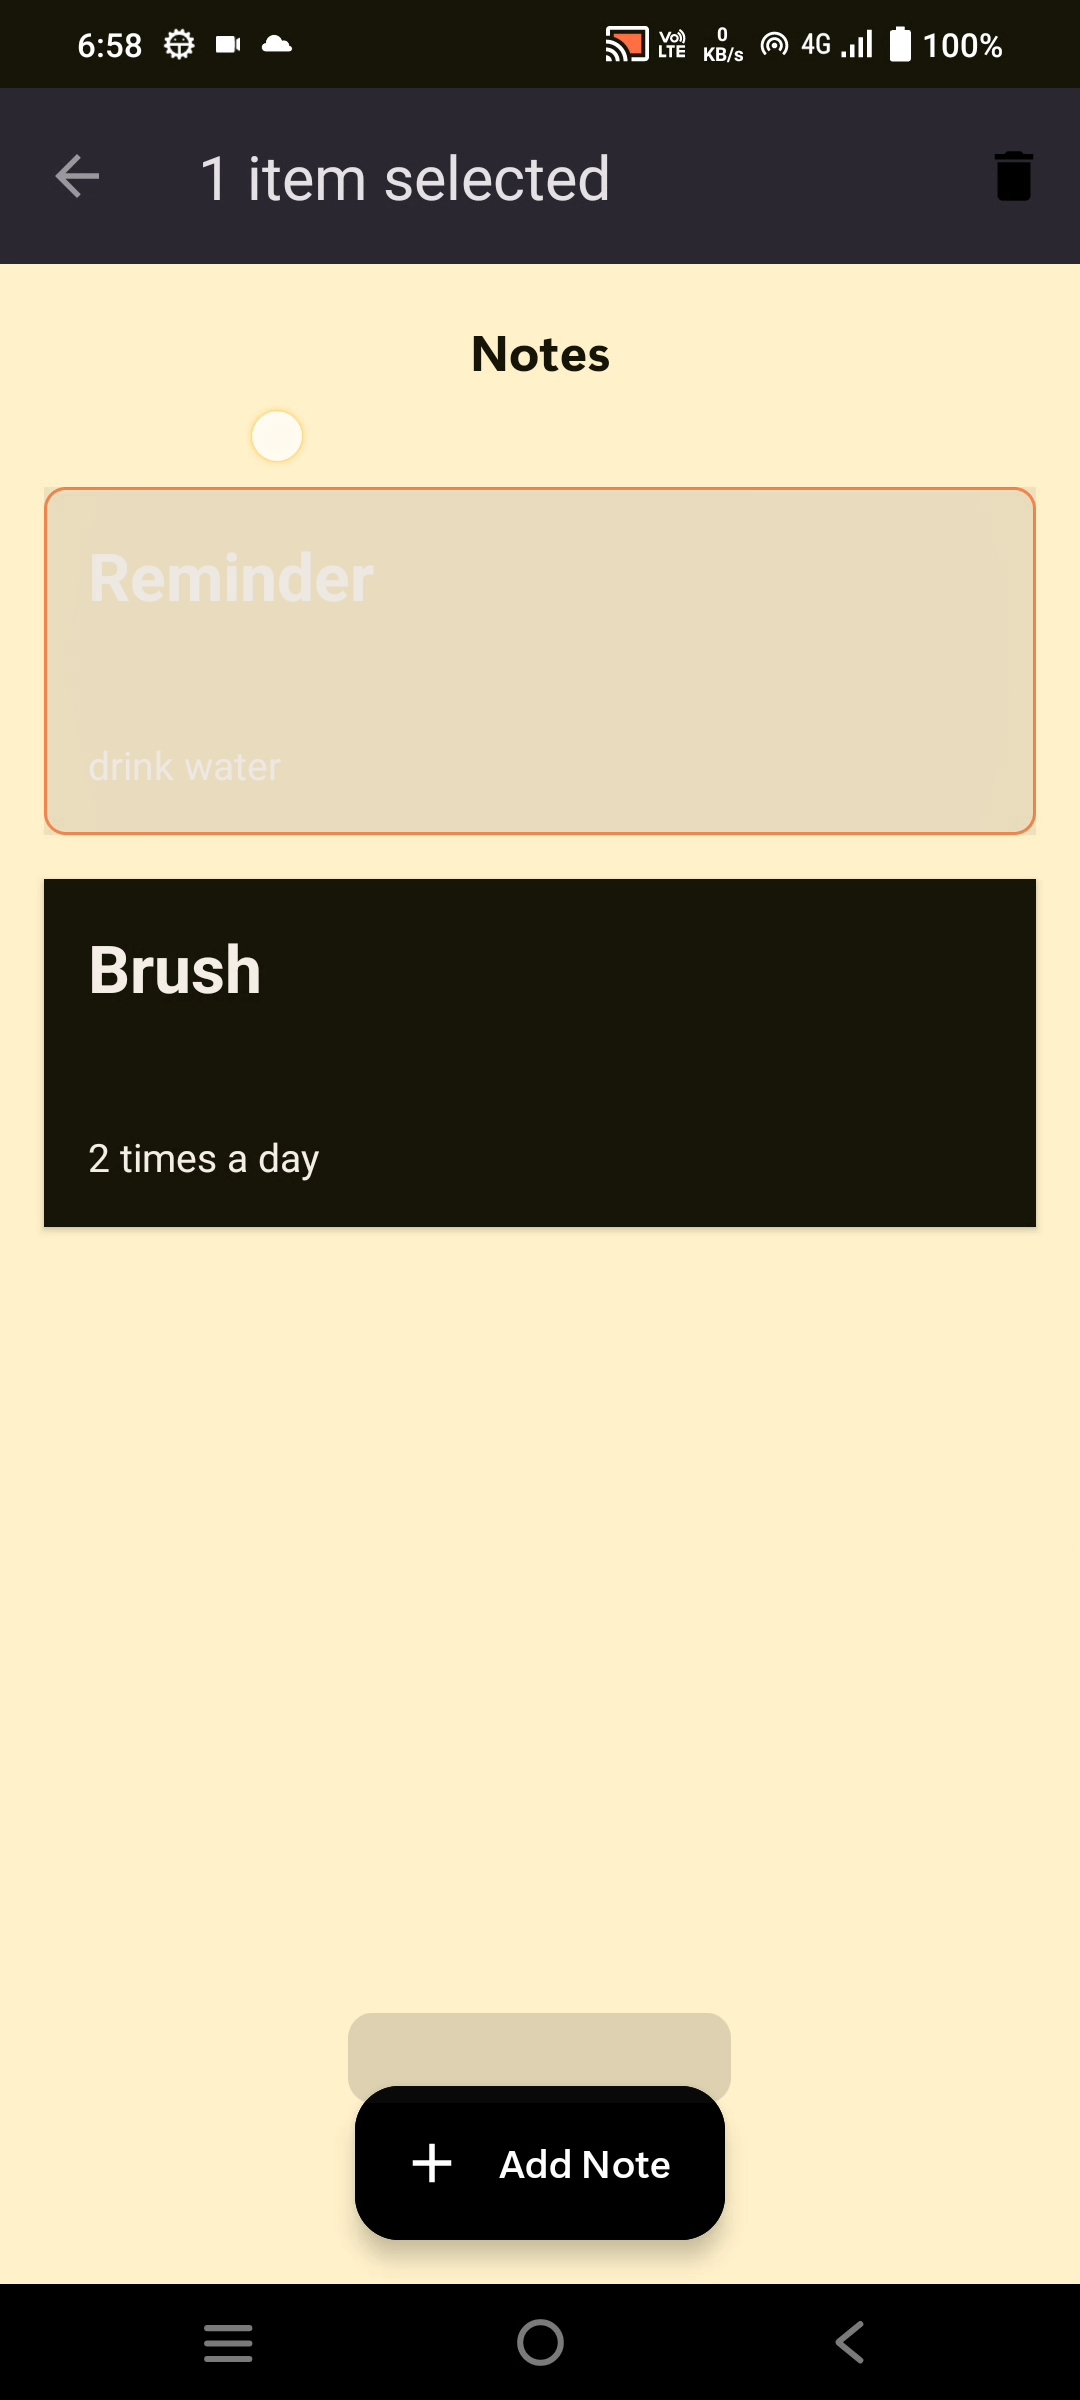 6:58 Vo) LTE 0 KB/s 4G 100%
1 item selected
Notes
Reminder
drink water
Brush
2 times a day
Add Note